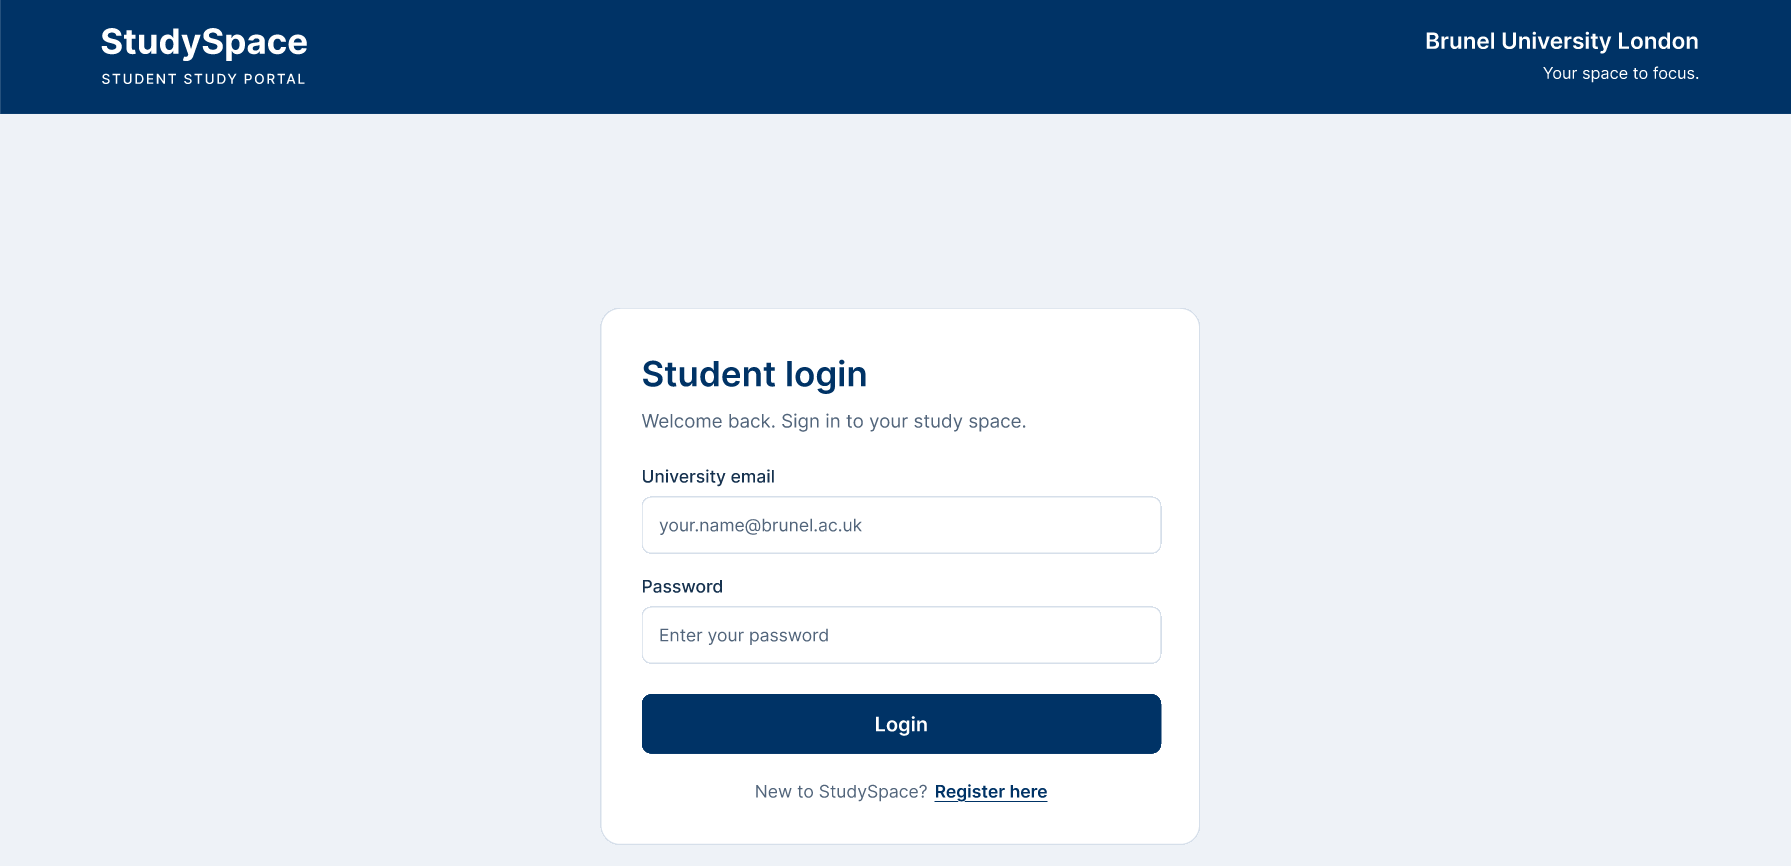 StudySpace
STUDENT STUDY PORTAL
Brunel University London
Your space to focus.
Student login
Welcome back. Sign in to your study space.
University email
your.name@brunel.ac.uk
Password
Enter your password
Login
New to StudySpace? Register here